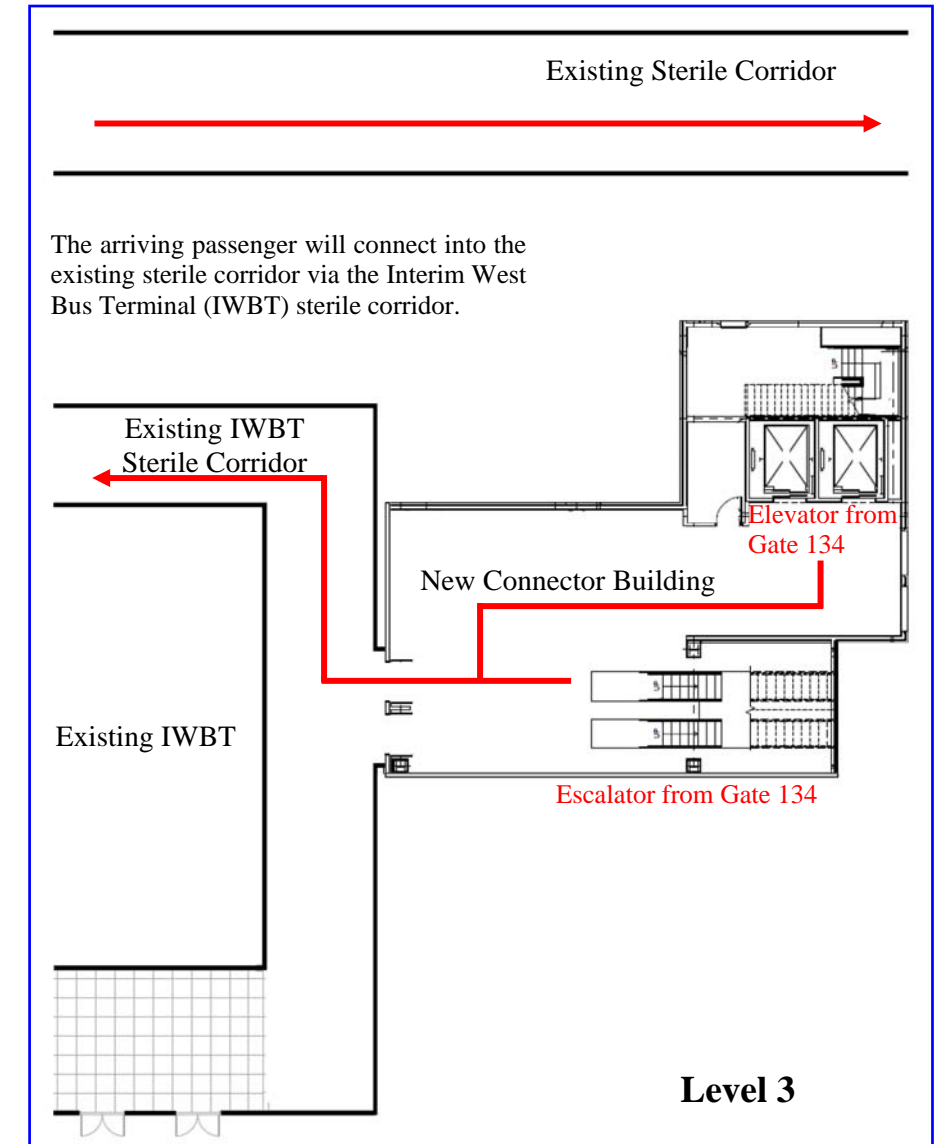 Existing Sterile Corridor
The arriving passenger will connect into the
existing sterile corridor via the Interim West
Bus Terminal (IWBT) sterile corridor.
Existing IWBT
Sterile Corridor
Elevator from
Gate 134
New Connector Building
Existing IWBT
Escalator from Gate 134
Level 3